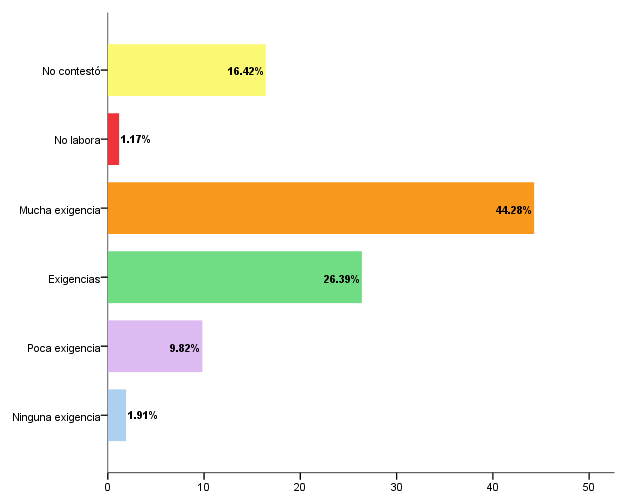 No contestó
16.42%
No labora
1.17%
Mucha exigencia
44.28%
Exigencias
26.39%
Poca exigencia
9.82%
Ninguna exigencia
1.91%
0 10 20 30 40 50